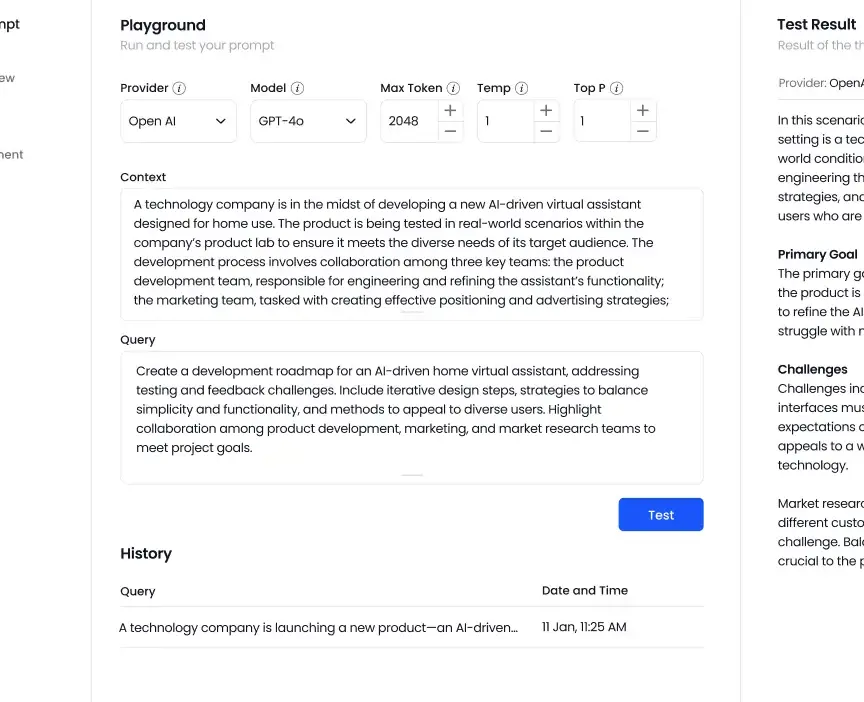 mpt
ew
ment
Playground
Run and test your prompt
Provider
Model
Max Token
Temp
Top P
Open AI
GPT-4o
2048
1
1
Context
A technology company is in the midst of developing a new AI-driven virtual assistant
designed for home use. The product is being tested in real-world scenarios within the
company's product lab to ensure it meets the diverse needs of its target audience. The
development process involves collaboration among three key teams: the product
development team, responsible for engineering and refining the assistant's functionality;
the marketing team, tasked with creating effective positioning and advertising strategies;
Query
Create a development roadmap for an AI-driven home virtual assistant, addressing
testing and feedback challenges. Include iterative design steps, strategies to balance
simplicity and functionality, and methods to appeal to diverse users. Highlight
collaboration among product development, marketing, and market research teams to
meet project goals.
Test
History
Query
Date and Time
A technology company is launching a new product—an AI-driven...
11 Jan, 11:25 AM
Test Result
Result of the th
Provider: OpenA
In this scenario
setting is a tec
world conditio
engineering th
strategies, and
users who are
Primary Goal
The primary go
the product is
to refine the AI
struggle with n
Challenges
Challenges inc
interfaces mus
expectations o
appeals to a w
technology.
Market researc
different custo
challenge. Bala
crucial to the p